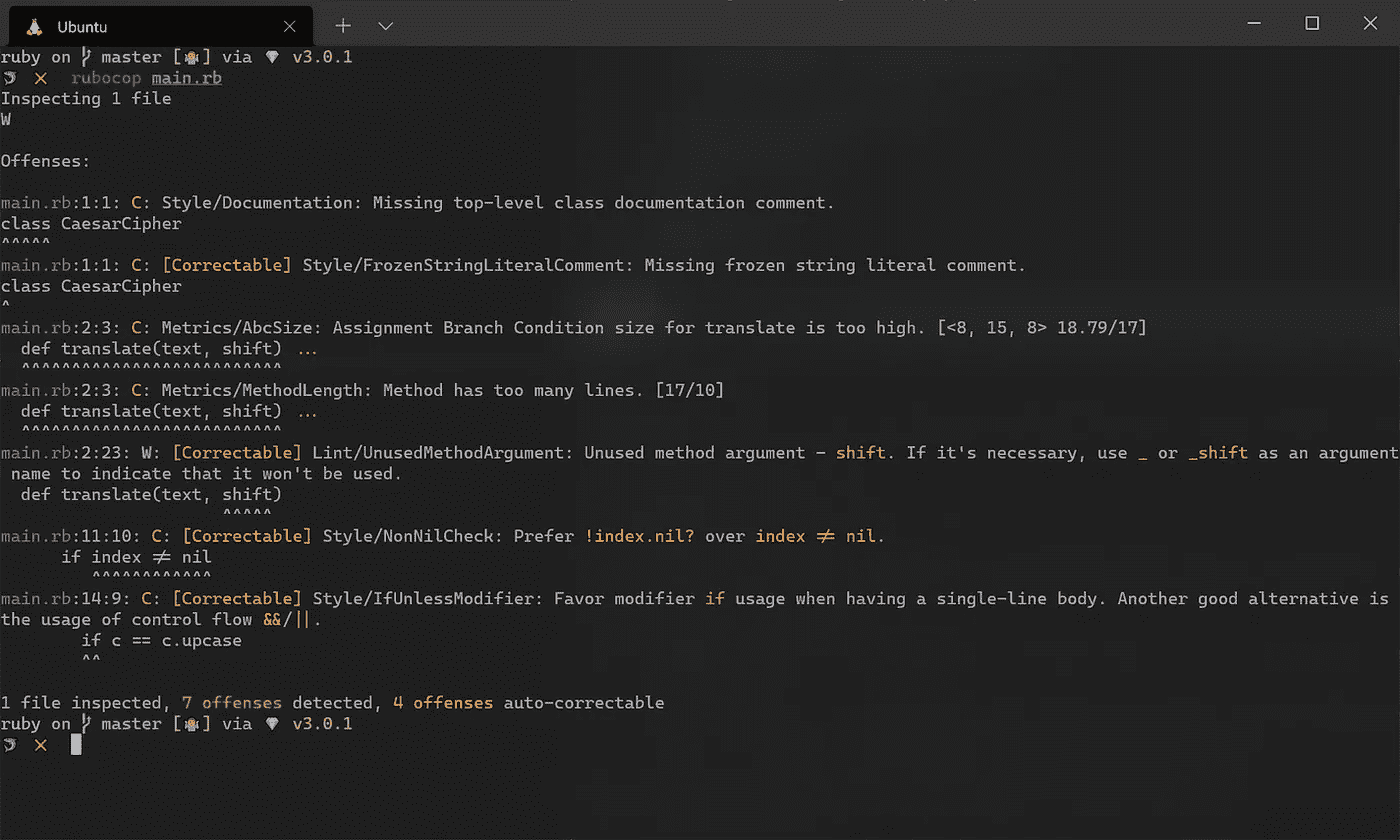 Ubuntu
ruby on master [🙊] via 💎 v3.0.1
✕ rubocop main.rb
Inspecting 1 file
W
Offenses:
main.rb:1:1: C: Style/Documentation: Missing top-level class documentation comment.
class CaesarCipher
^^^^^
main.rb:1:1: C: [Correctable] Style/FrozenStringLiteralComment: Missing frozen string literal comment.
class CaesarCipher
^
main.rb:2:3: C: Metrics/AbcSize: Assignment Branch Condition size for translate is too high. [<8, 15, 8> 18.79/17]
  def translate(text, shift) ...
  ^^^^^^^^^^^^^^^^^^^^^^^^^^
main.rb:2:3: C: Metrics/MethodLength: Method has too many lines. [17/10]
  def translate(text, shift) ...
  ^^^^^^^^^^^^^^^^^^^^^^^^^^
main.rb:2:23: W: [Correctable] Lint/UnusedMethodArgument: Unused method argument - shift. If it's necessary, use _ or _shift as an argument
 name to indicate that it won't be used.
  def translate(text, shift)
                      ^^^^^
main.rb:11:10: C: [Correctable] Style/NonNilCheck: Prefer !index.nil? over index != nil.
      if index != nil
         ^^^^^^^^^^^^
main.rb:14:9: C: [Correctable] Style/IfUnlessModifier: Favor modifier if usage when having a single-line body. Another good alternative is
the usage of control flow &&/||.
        if c == c.upcase
        ^^
1 file inspected, 7 offenses detected, 4 offenses auto-correctable
ruby on master [🙊] via 💎 v3.0.1
✕